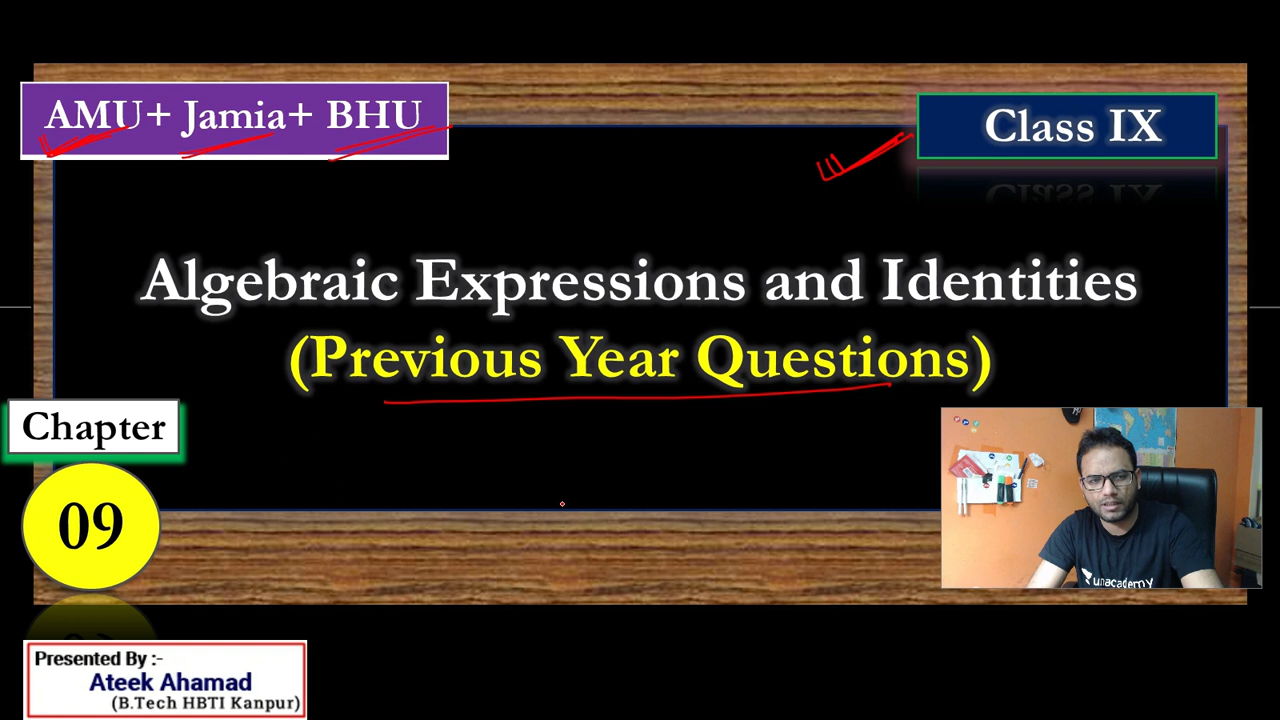 AMU+ Jamia+ BHU
Class IX
Algebraic Expressions and Identities
(Previous Year Questions)
Chapter
09
unacademy
Presented By :-
Ateek Ahamad
(B.Tech HBTI Kanpur)